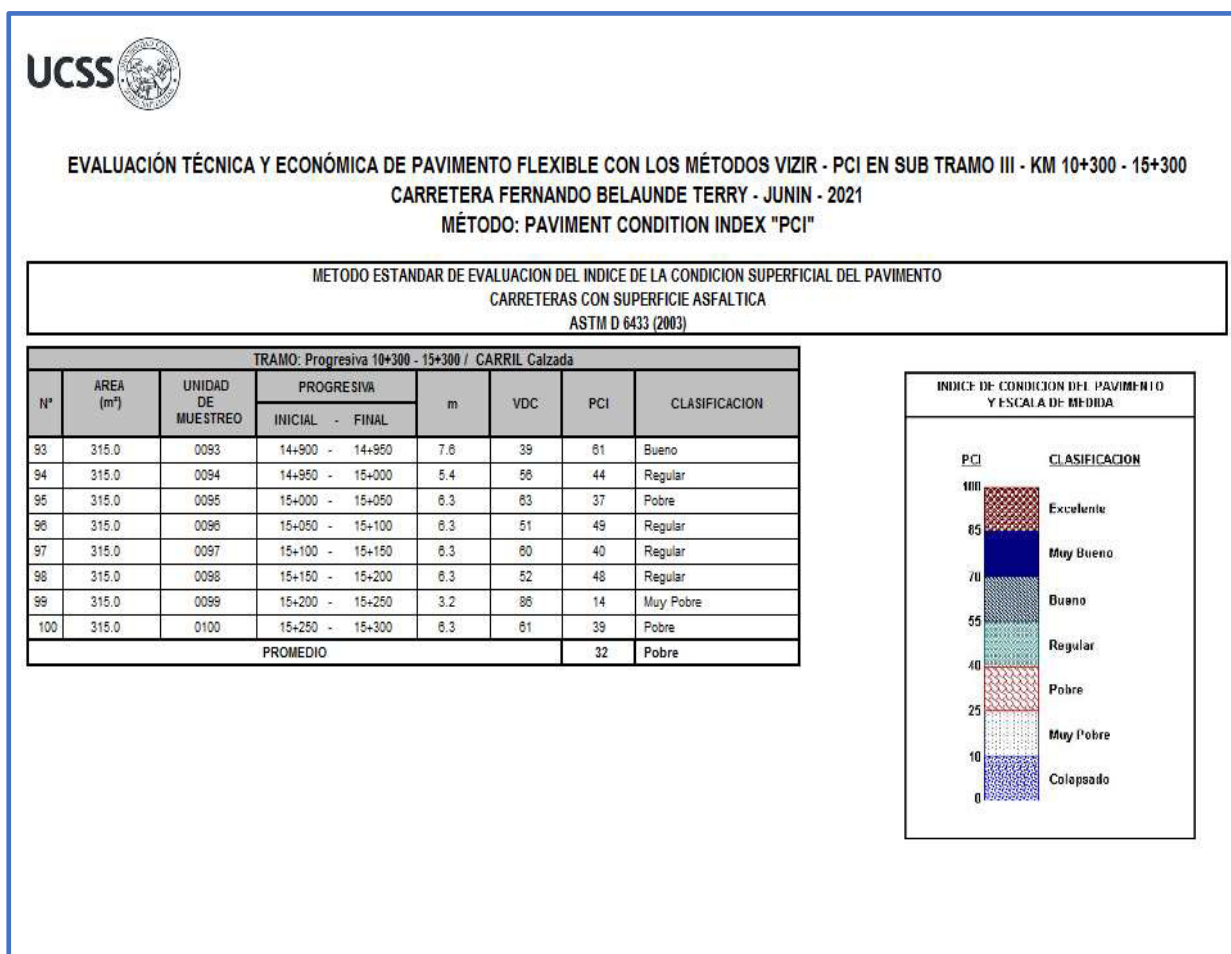 UCSS
EVALUACIÓN TÉCNICA Y ECONÓMICA DE PAVIMENTO FLEXIBLE CON LOS MÉTODOS VIZIR - PCI EN SUB TRAMO III - KM 10+300 - 15+300
CARRETERA FERNANDO BELAUNDE TERRY - JUNIN - 2021
MÉTODO: PAVIMENT CONDITION INDEX "PCI"
METODO ESTANDAR DE EVALUACION DEL INDICE DE LA CONDICION SUPERFICIAL DEL PAVIMENTO
CARRETERAS CON SUPERFICIE ASFALTICA
ASTM D 6433 (2003)
TRAMO: Progresiva 10+300 - 15+300 / CARRIL Calzada
N° AREA (m²) UNIDAD DE MUESTREO PROGRESIVA INICIAL - FINAL m VDC PCI CLASIFICACION
93 315.0 0093 14+900 - 14+950 7.6 39 61 Bueno
94 315.0 0094 14+950 - 15+000 5.4 56 44 Regular
95 315.0 0095 15+000 - 15+050 6.3 63 37 Pobre
96 315.0 0096 15+050 - 15+100 6.3 51 49 Regular
97 315.0 0097 15+100 - 15+150 6.3 60 40 Regular
98 315.0 0098 15+150 - 15+200 6.3 52 48 Regular
99 315.0 0099 15+200 - 15+250 3.2 86 14 Muy Pobre
100 315.0 0100 15+250 - 15+300 6.3 61 39 Pobre
PROMEDIO 32 Pobre
INDICE DE CONDICION DEL PAVIMENTO
Y ESCALA DE MEDIDA
PCI CLASIFICACION
100
Excelente
85
Muy Bueno
70
Bueno
55
Regular
40
Pobre
25
Muy Pobre
10
Colapsado
0